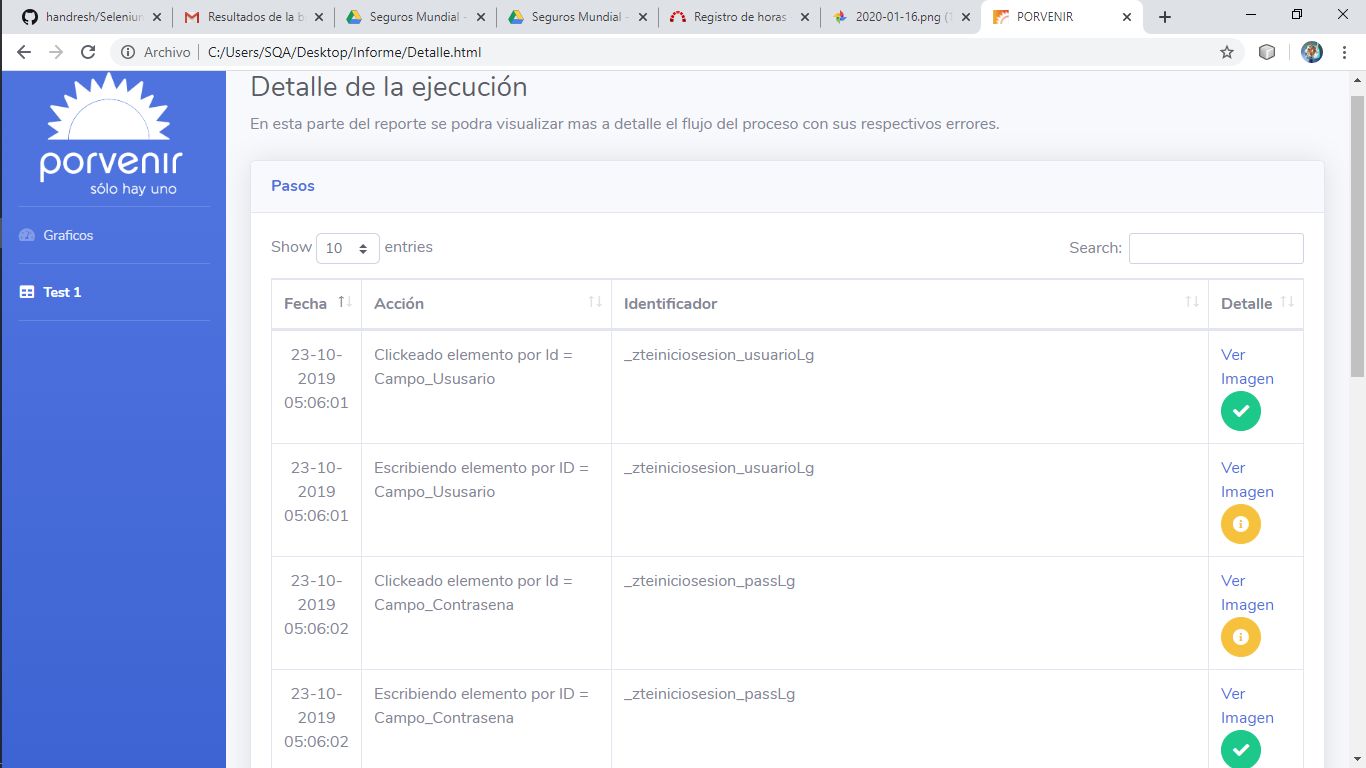 handresh/Selenium
Resultados de la b
Seguros Mundial -
Seguros Mundial -
Registro de horas
2020-01-16.png (1
PORVENIR
Archivo
C:/Users/SQA/Desktop/Informe/Detalle.html
porvenir
sólo hay uno
Graficos
Test 1
Detalle de la ejecución
En esta parte del reporte se podra visualizar mas a detalle el flujo del proceso con sus respectivos errores.
Pasos
Show 10 entries
Search:
Fecha Acción Identificador Detalle
23-10-
2019
05:06:01
Clickeado elemento por Id =
Campo_Ususario
_zteiniciosesion_usuarioLg
Ver
Imagen
23-10-
2019
05:06:01
Escribiendo elemento por ID =
Campo_Ususario
_zteiniciosesion_usuarioLg
Ver
Imagen
23-10-
2019
05:06:02
Clickeado elemento por Id =
Campo_Contrasena
_zteiniciosesion_passLg
Ver
Imagen
23-10-
2019
05:06:02
Escribiendo elemento por ID =
Campo_Contrasena
_zteiniciosesion_passLg
Ver
Imagen